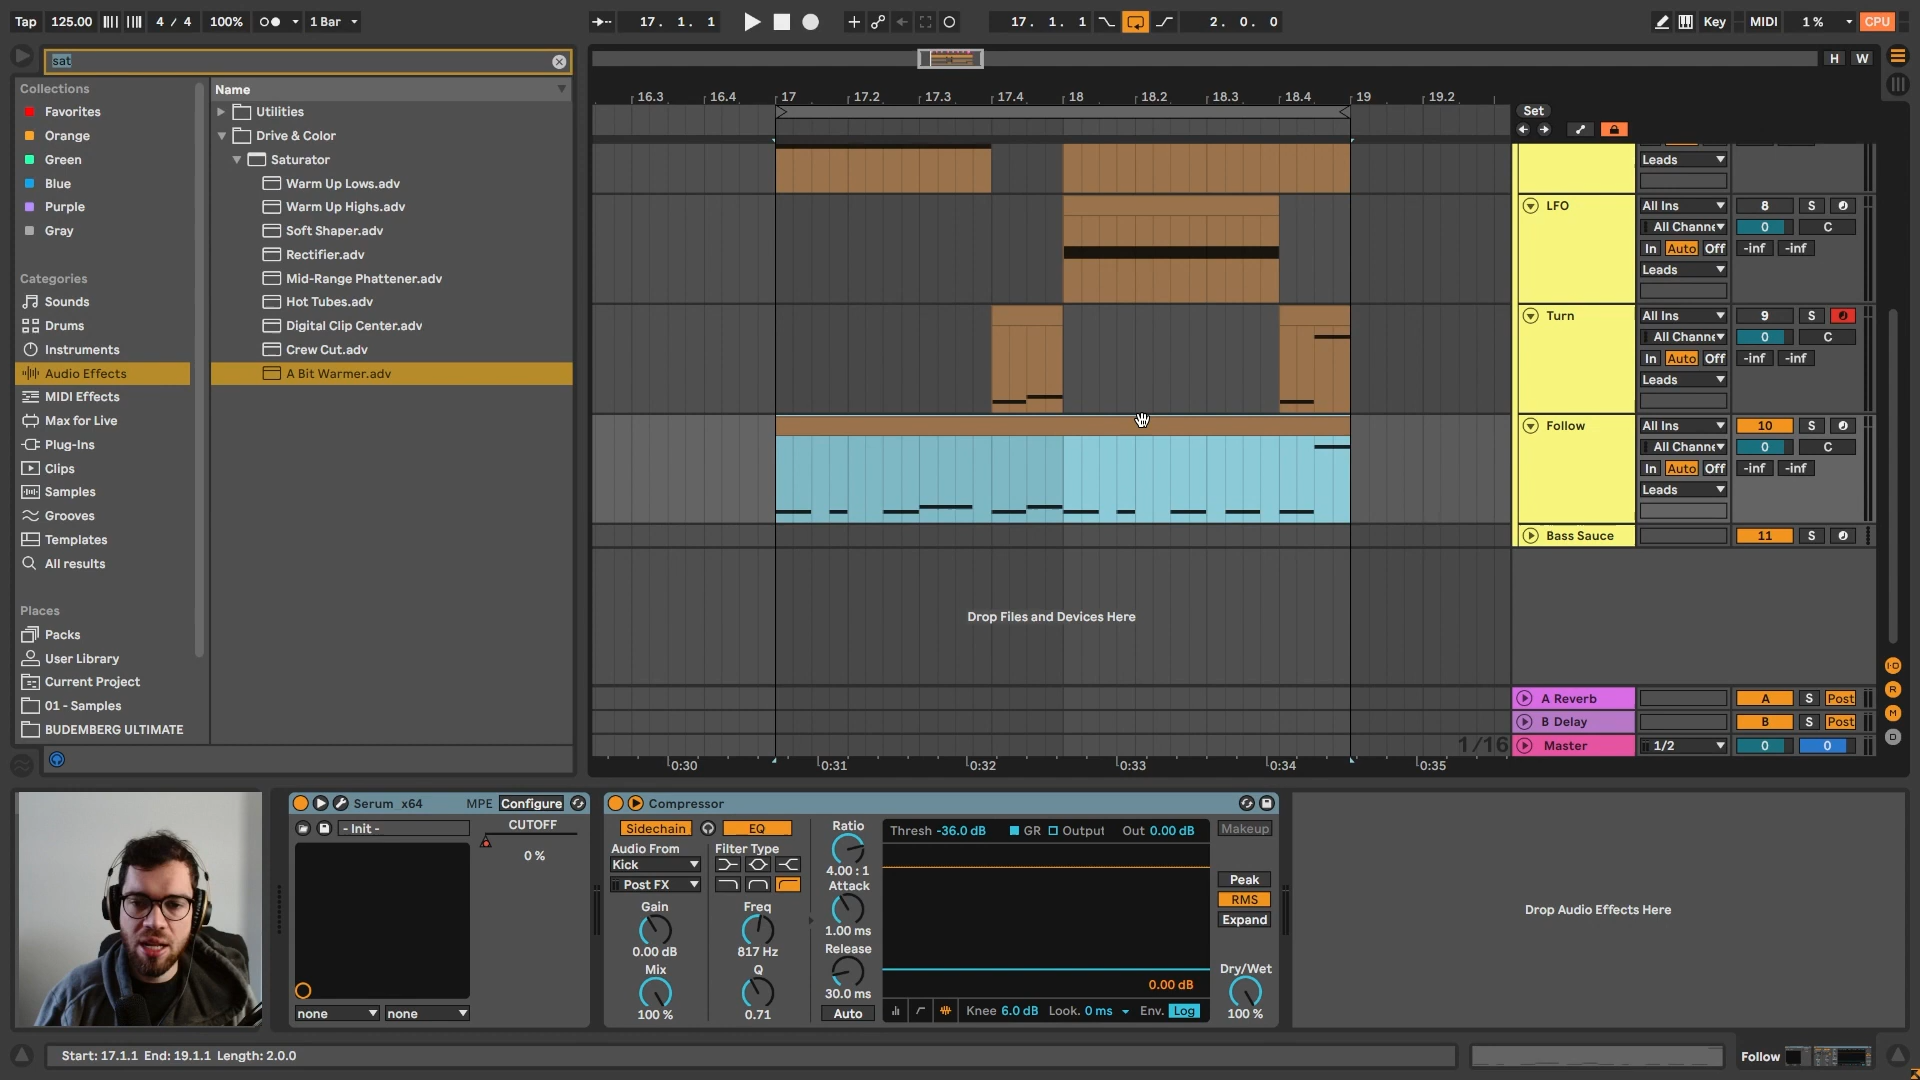 Tap 125.00 4 / 4 100% 1 Bar 17. 1. 1 17. 1. 1 2. 0. 0 Key MIDI 1 % CPU
sat
H W
Collections
Favorites
Orange
Green
Blue
Purple
Gray
Categories
Sounds
Drums
Instruments
Audio Effects
MIDI Effects
Max for Live
Plug-Ins
Clips
Samples
Grooves
Templates
All results
Places
Packs
User Library
Current Project
01 - Samples
BUDEMBERG ULTIMATE
Name
Utilities
Drive & Color
Saturator
Warm Up Lows.adv
Warm Up Highs.adv
Soft Shaper.adv
Rectifier.adv
Mid-Range Phattener.adv
Hot Tubes.adv
Digital Clip Center.adv
Crew Cut.adv
A Bit Warmer.adv
16.3 16.4 17 17.2 17.3 17.4 18 18.2 18.3 18.4 19 19.2
Set
Leads
LFO All Ins 8 S
All Channe 0 C
In Auto Off -inf -inf
Leads
Turn All Ins 9 S
All Channe 0 C
In Auto Off -inf -inf
Leads
Follow All Ins 10 S
All Channe 0 C
In Auto Off -inf -inf
Leads
Bass Sauce 11 S
Drop Files and Devices Here
A Reverb A S Post
B Delay B S Post
1/16
Master 1/2 0 0
0:30 0:31 0:32 0:33 0:34 0:35
I·O
R
M
D
Serum x64 MPE Configure
- Init -
CUTOFF
0 %
none none
Compressor
Sidechain EQ
Audio From
Kick
Post FX
Gain
0.00 dB
Mix
100 %
Filter Type
Freq
817 Hz
Q
0.71
Ratio
4.00 : 1
Attack
1.00 ms
Release
30.0 ms
Auto
Thresh -36.0 dB GR Output Out 0.00 dB
0.00 dB
Knee 6.0 dB Look. 0 ms Env. Log
Makeup
Peak
RMS
Expand
Dry/Wet
100 %
Drop Audio Effects Here
Start: 17.1.1 End: 19.1.1 Length: 2.0.0
Follow